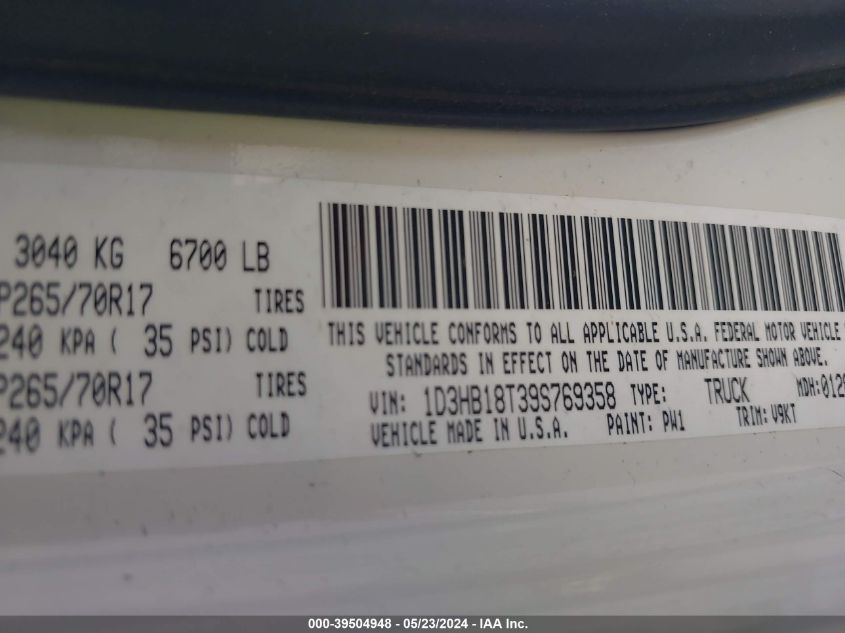 3040 KG 6700 LB
P265/70R17 TIRES
240 KPA ( 35 PSI) COLD
P265/70R17 TIRES
240 KPA ( 35 PSI) COLD
THIS VEHICLE CONFORMS TO ALL APPLICABLE U.S.A. FEDERAL MOTOR VEHICLE
STANDARDS IN EFFECT ON THE DATE OF MANUFACTURE SHOWN ABOVE.
VIN: 1D3HB18T39S769358 TYPE: TRUCK MDH:0129
VEHICLE MADE IN U.S.A. PAINT: PW1 TRIM: V9KT
000-39504948 - 05/23/2024 - IAA Inc.